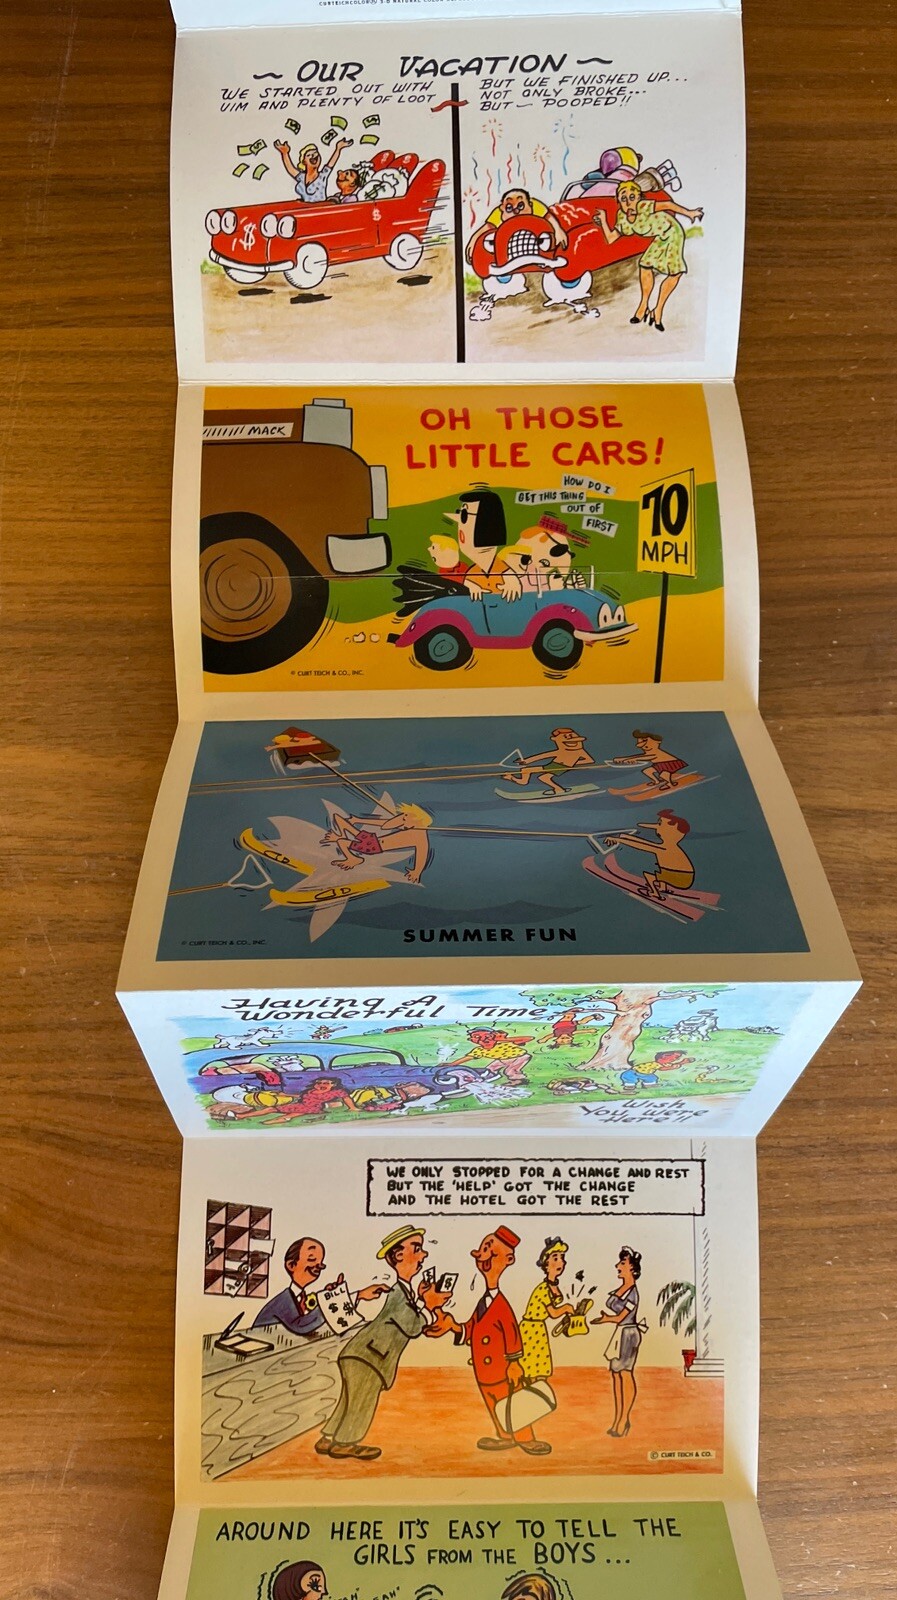 CURTEICHCOLOR® 3-D NATURAL COLOR
~ OUR VACATION ~
WE STARTED OUT WITH
VIM AND PLENTY OF LOOT
BUT WE FINISHED UP...
NOT ONLY BROKE...
BUT — POOPED!!
$ $ $
$
$
MACK
OH THOSE
LITTLE CARS!
HOW DO I
GET THIS THING
OUT OF
FIRST
70
MPH
© CURT TEICH & CO., INC.
© CURT TEICH & CO., INC.
SUMMER FUN
Having A
Wonderful Time
Wish
You Were
Here!!
WE ONLY STOPPED FOR A CHANGE AND REST
BUT THE 'HELP' GOT THE CHANGE
AND THE HOTEL GOT THE REST
BILL
$ $
$
$
© CURT TEICH & CO.
AROUND HERE IT'S EASY TO TELL THE
GIRLS FROM THE BOYS...